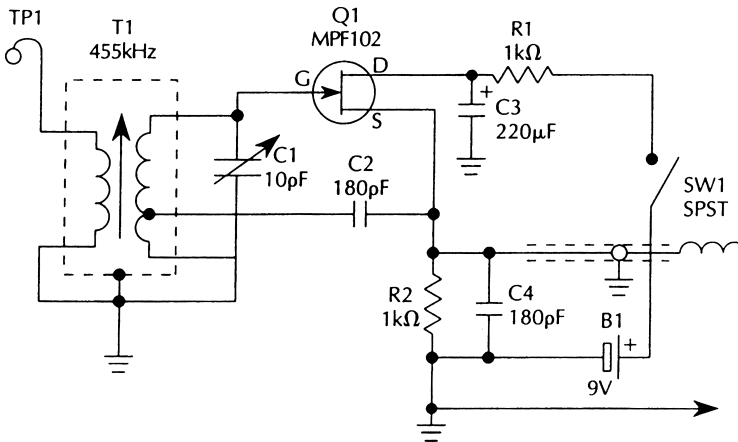 TP1
T1
455kHz
Q1
MPF102
G
D
S
R1
1kΩ
+
C3
220μF
C1
10pF
C2
180pF
SW1
SPST
R2
1kΩ
C4
180pF
B1
+
9V